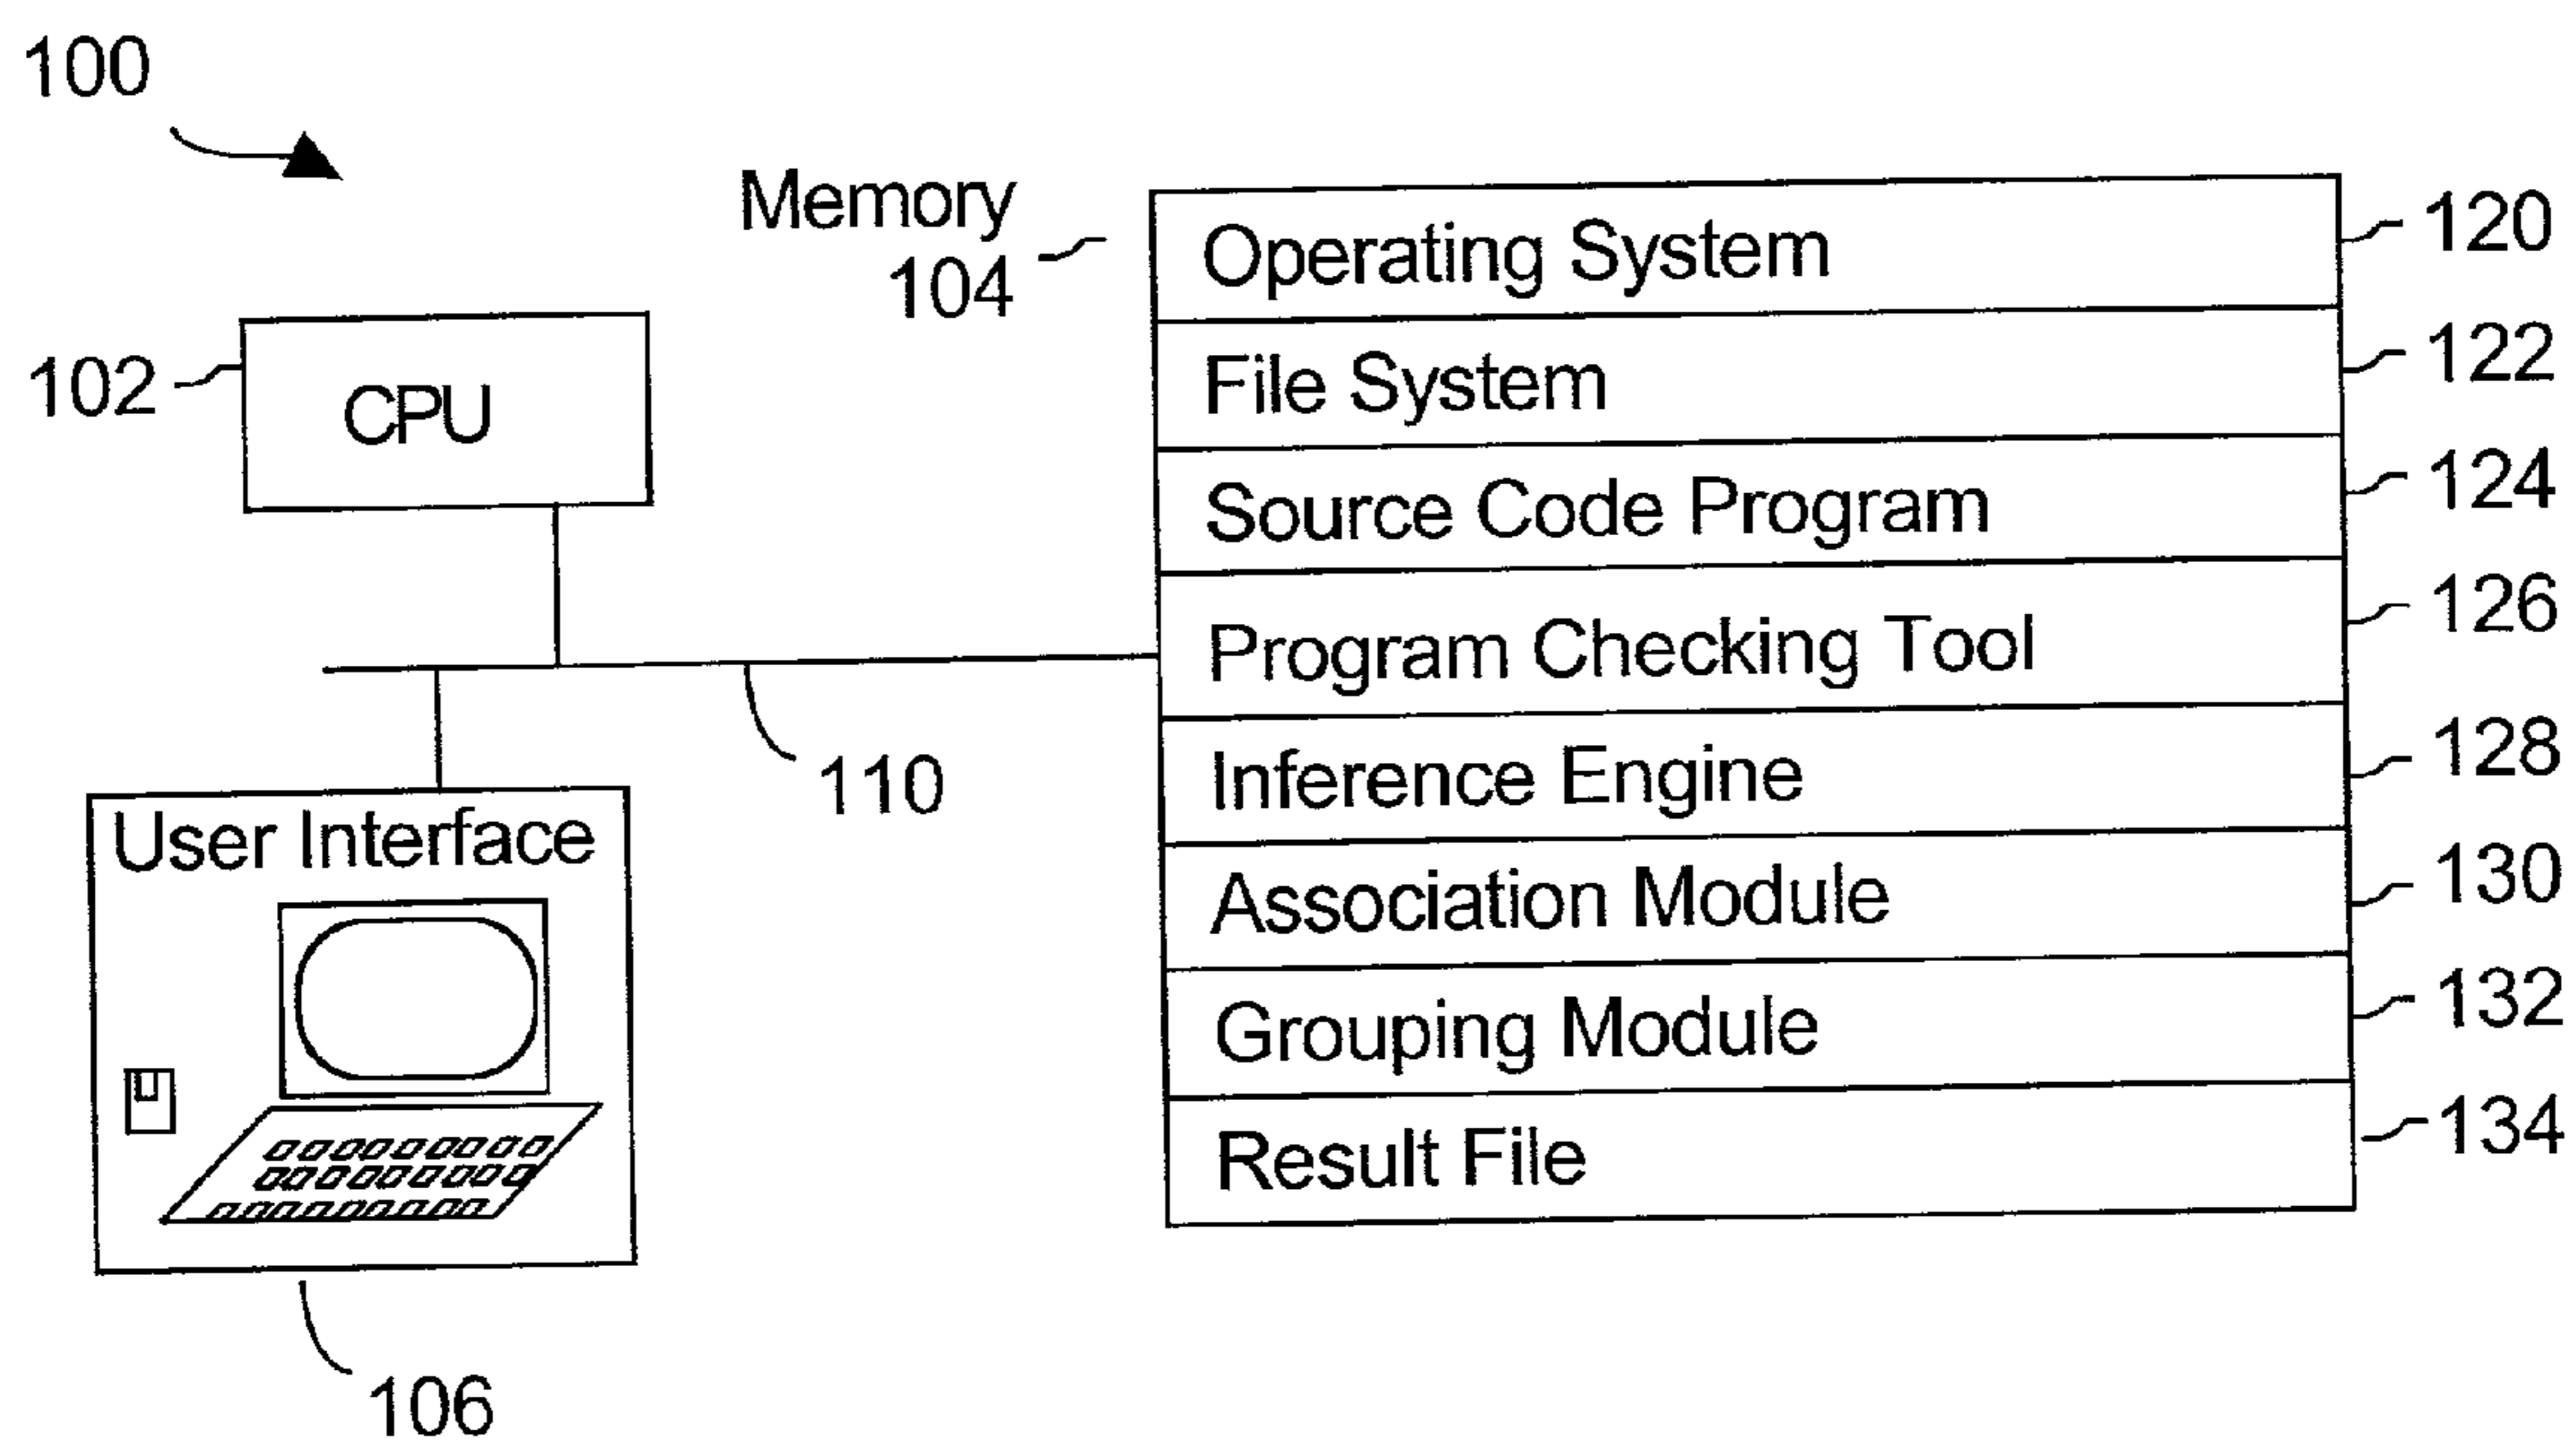 100
Memory
104
102
CPU
110
User Interface
106
Operating System 120
File System 122
Source Code Program 124
Program Checking Tool 126
Inference Engine 128
Association Module 130
Grouping Module 132
Result File 134